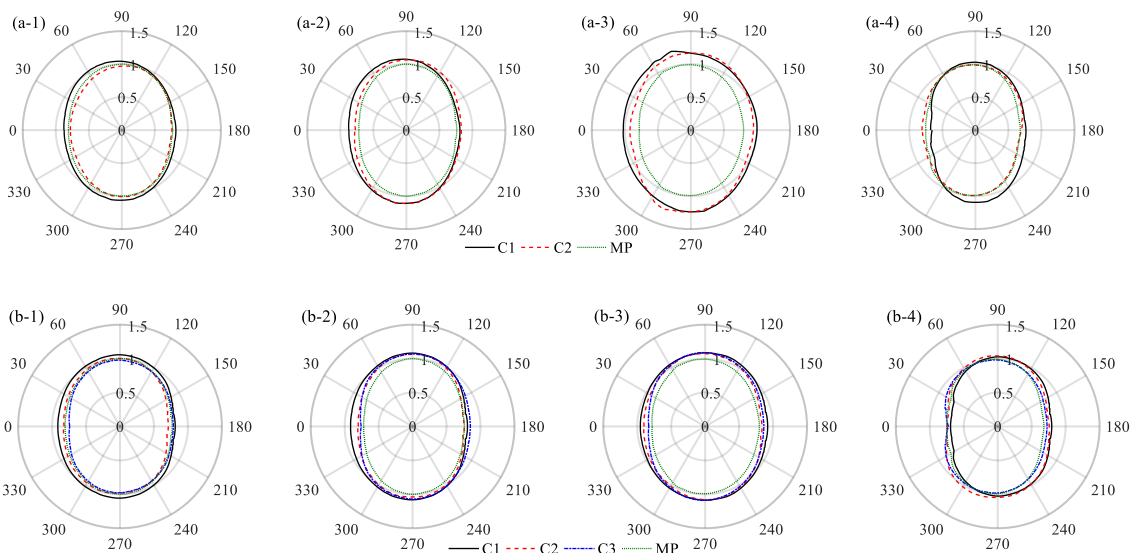 (a-1) 90 (a-2) 90 (a-3) 90 (a-4) 90
60 1.5 120 60 1.5 120 60 1.5 120 60 1.5 120
30 1 150 30 1 150 30 1 150 30 1 150
0.5 0.5 0.5 0.5
0 0 180 0 0 180 0 0 180 0 0 180
330 210 330 210 330 210 330 210
300 240 300 240 300 240 300 240
270 270 270 270
C1 C2 MP
(b-1) 90 (b-2) 90 (b-3) 90 (b-4) 90
60 1.5 120 60 1.5 120 60 1.5 120 60 1.5 120
30 1 150 30 1 150 30 1 150 30 1 150
0.5 0.5 0.5 0.5
0 0 180 0 0 180 0 0 180 0 0 180
330 210 330 210 330 210 330 210
300 240 300 240 300 240 300 240
270 270 270 270
C1 C2 C3 MP